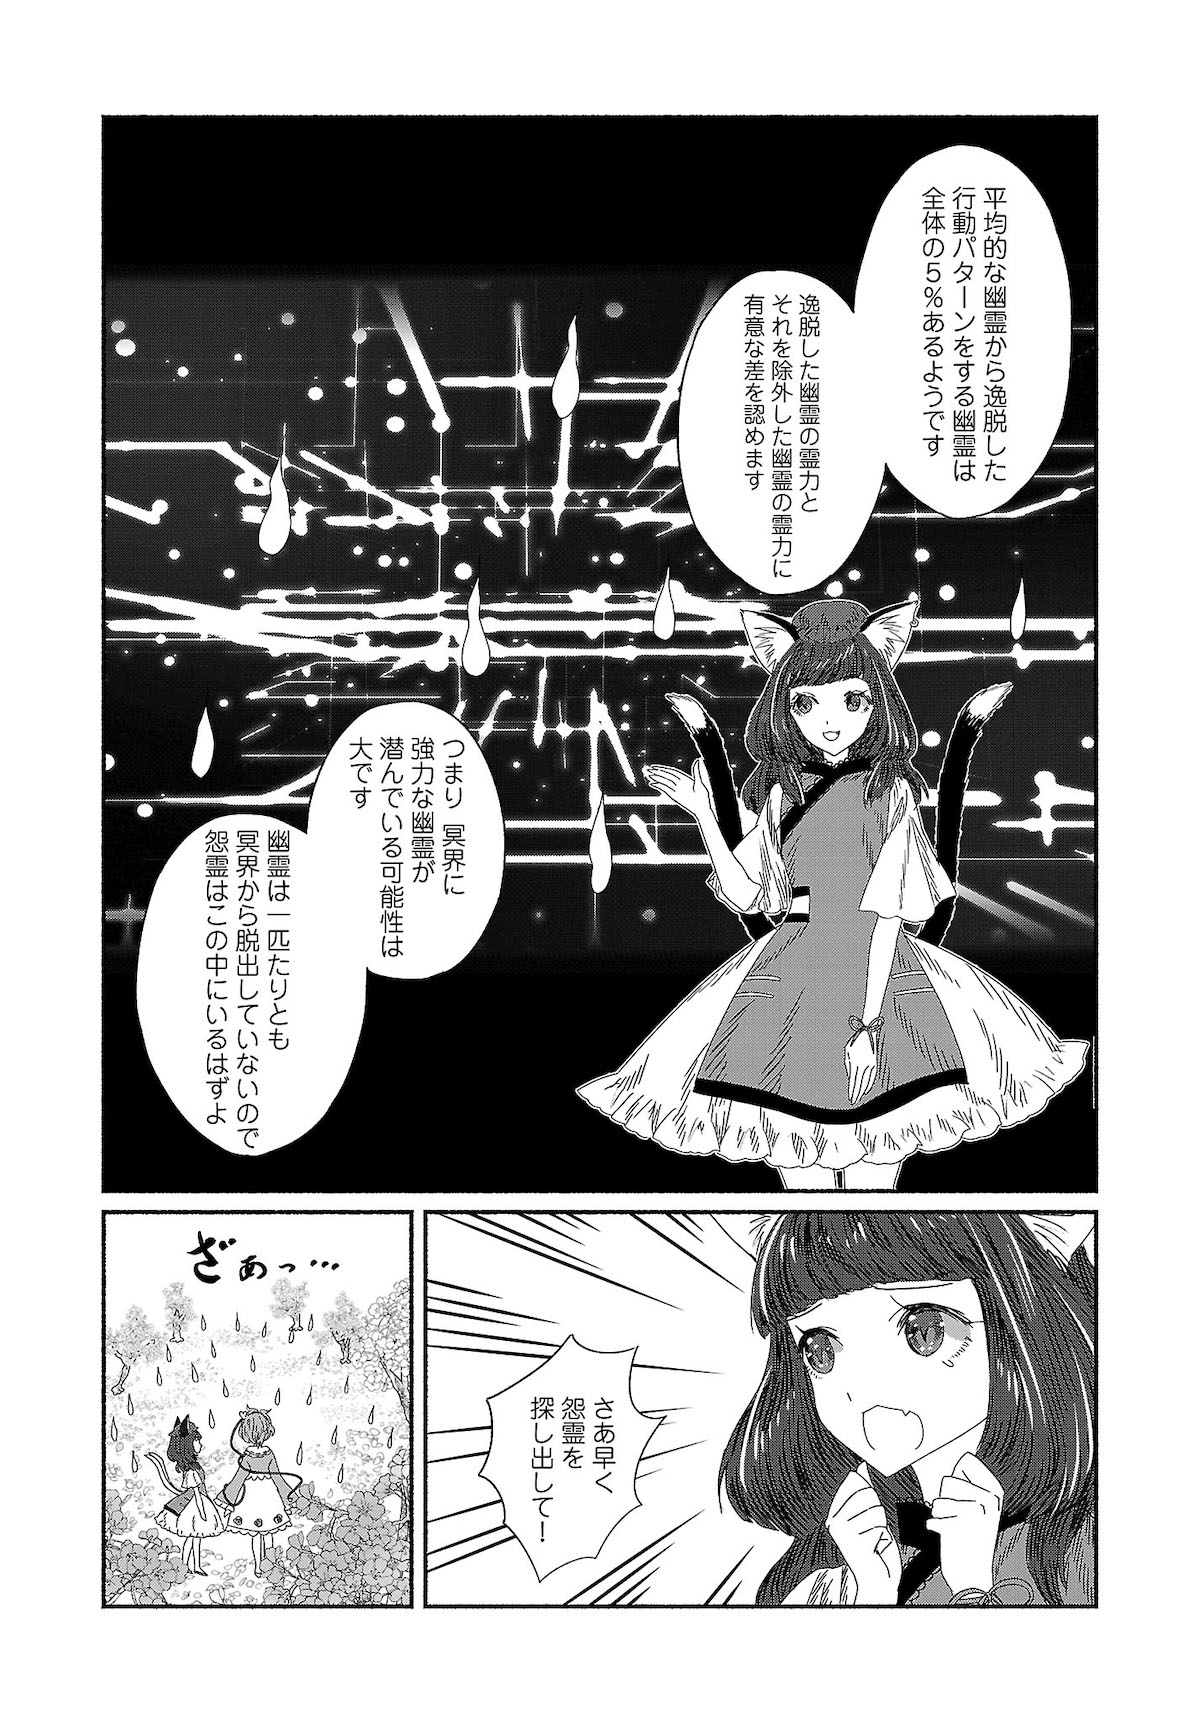 平均的な幽霊から逸脱した
行動パターンをする幽霊は
全体の5%あるようです
逸脱した幽霊の霊力と
それを除外した幽霊の霊力に
有意な差を認めます
つまり 冥界に
強力な幽霊が
潜んでいる可能性は
大です
幽霊は一匹たりとも
冥界から脱出していないので
怨霊はこの中にいるはずよ
さあ早く
怨霊を
探し出して!
ざぁっ…